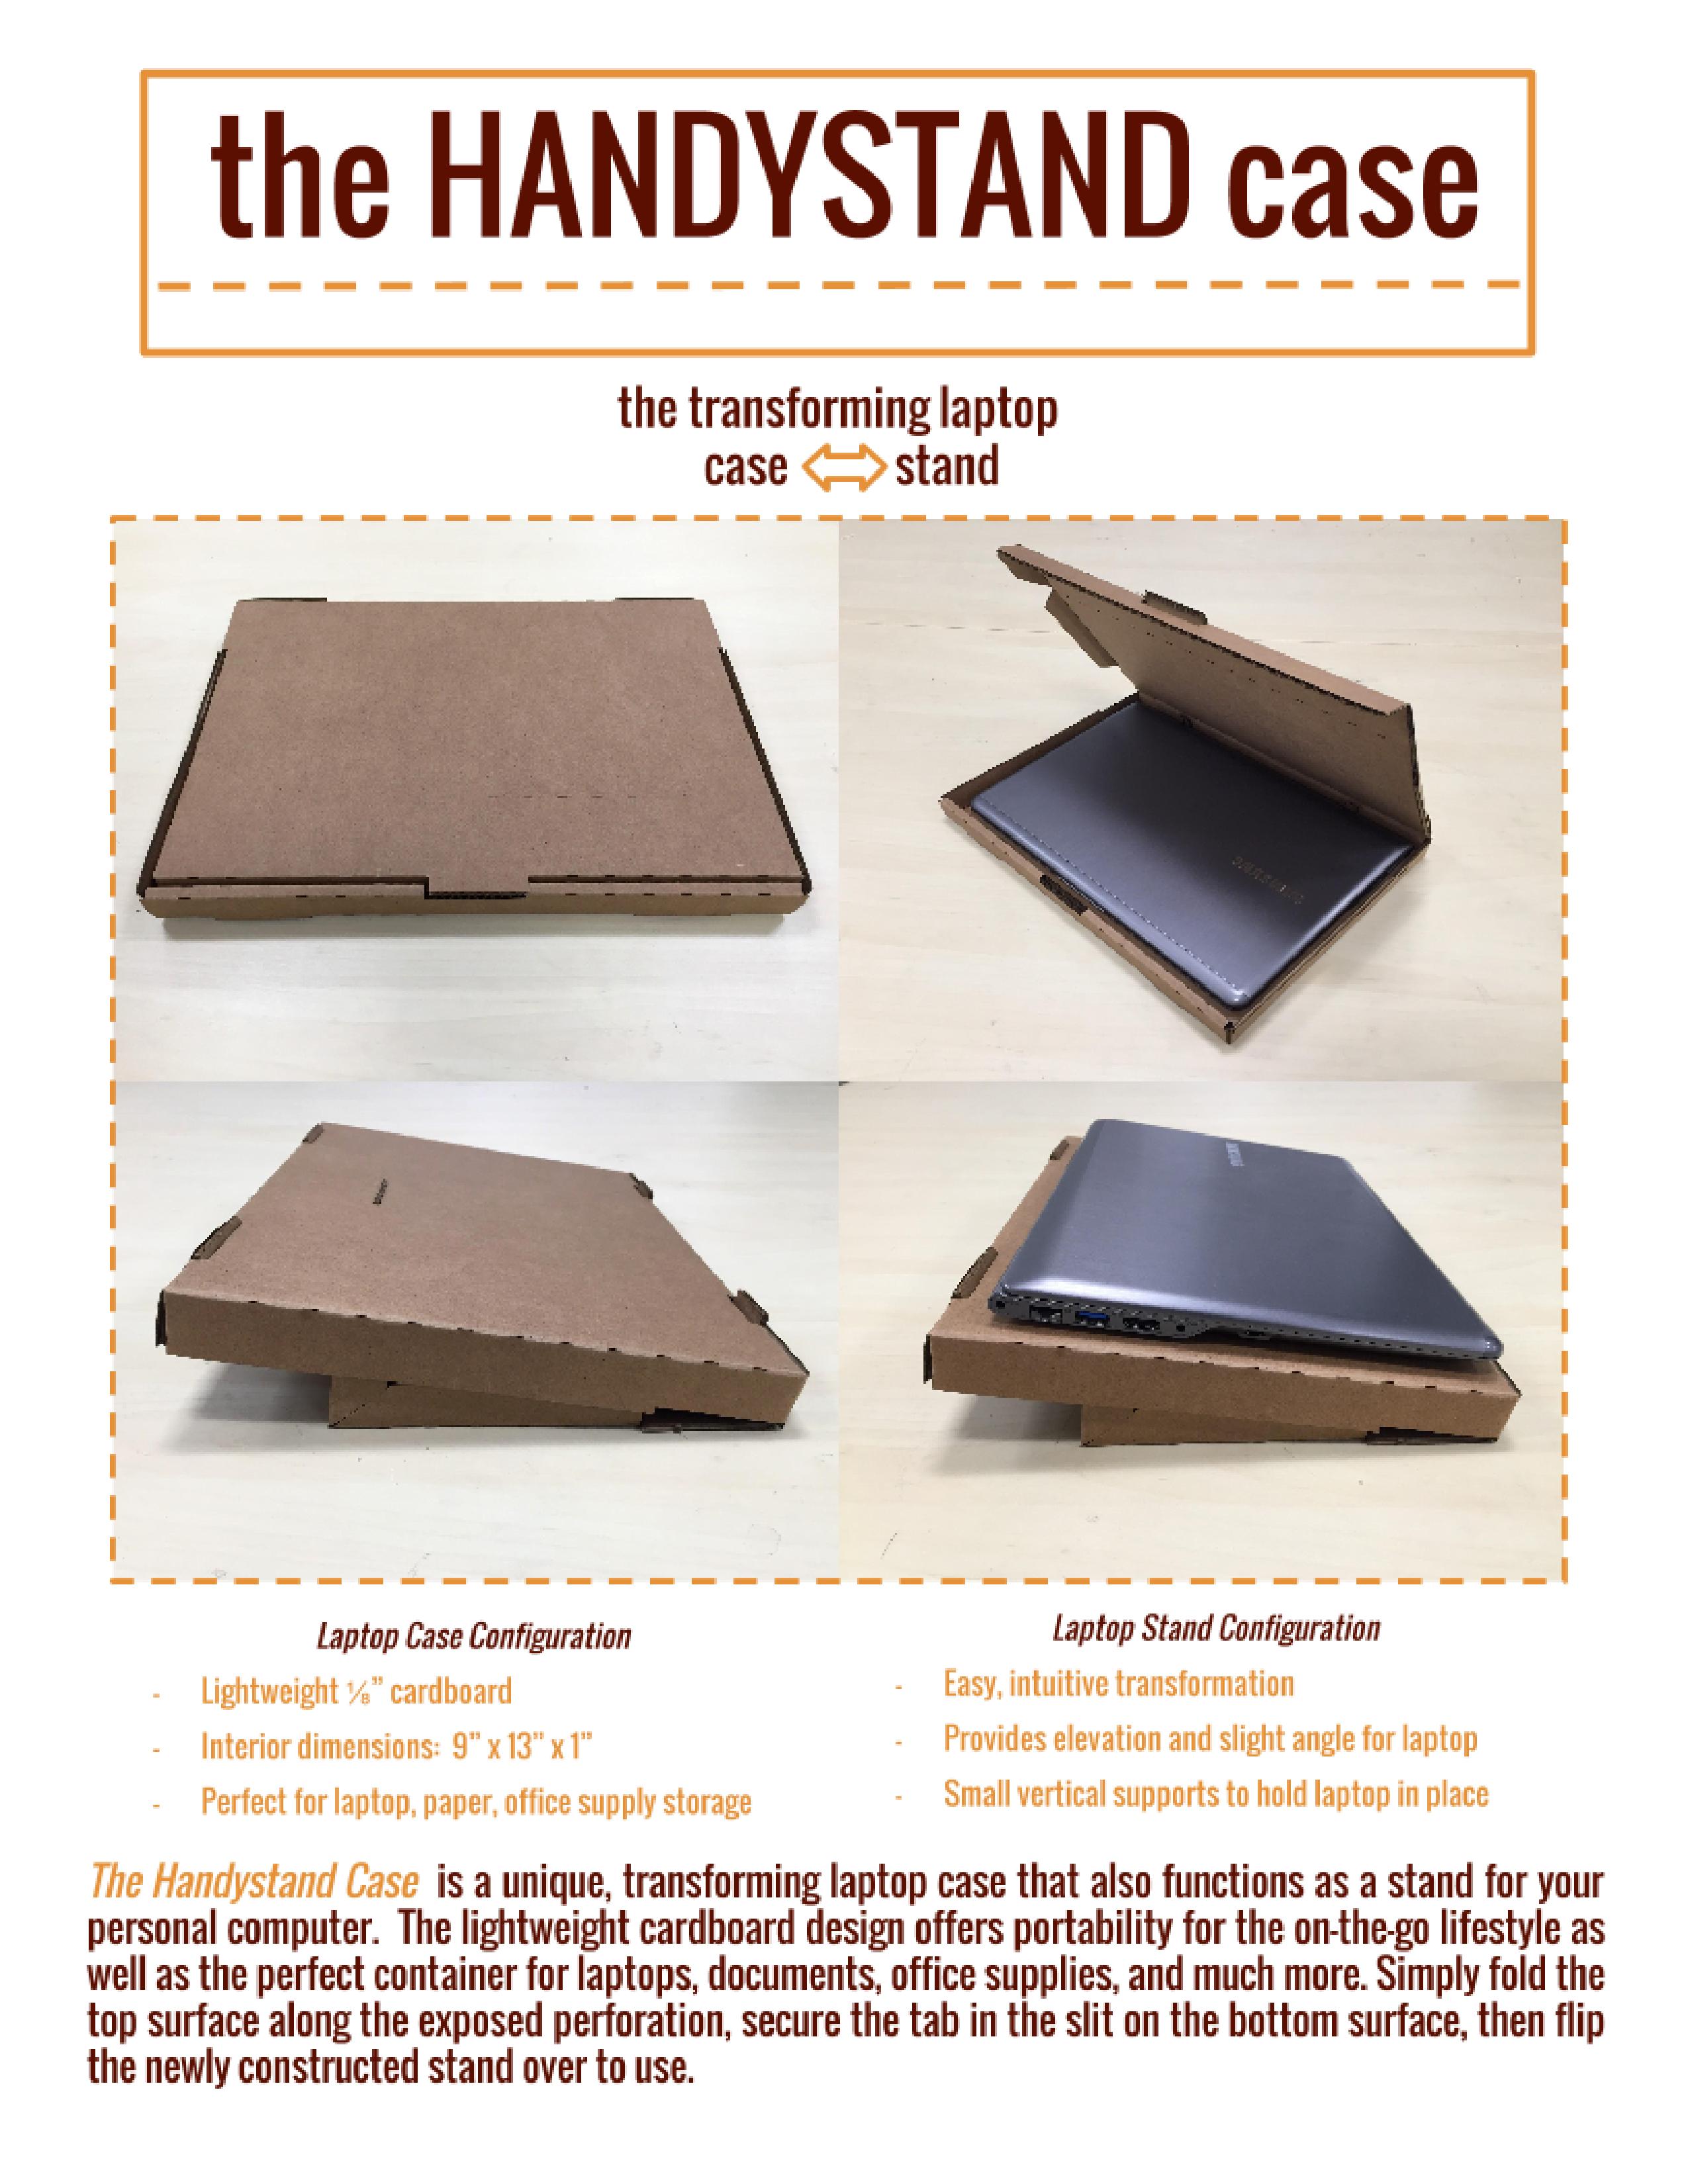 the HANDYSTAND case
the transforming laptop
case stand
SAMSUNG
Laptop Case Configuration
- Lightweight ⅛” cardboard
- Interior dimensions:  9” x 13” x 1”
- Perfect for laptop, paper, office supply storage
Laptop Stand Configuration
- Easy, intuitive transformation
- Provides elevation and slight angle for laptop
- Small vertical supports to hold laptop in place
The Handystand Case is a unique, transforming laptop case that also functions as a stand for your
personal computer.  The lightweight cardboard design offers portability for the on-the-go lifestyle as
well as the perfect container for laptops, documents, office supplies, and much more. Simply fold the
top surface along the exposed perforation, secure the tab in the slit on the bottom surface, then flip
the newly constructed stand over to use.